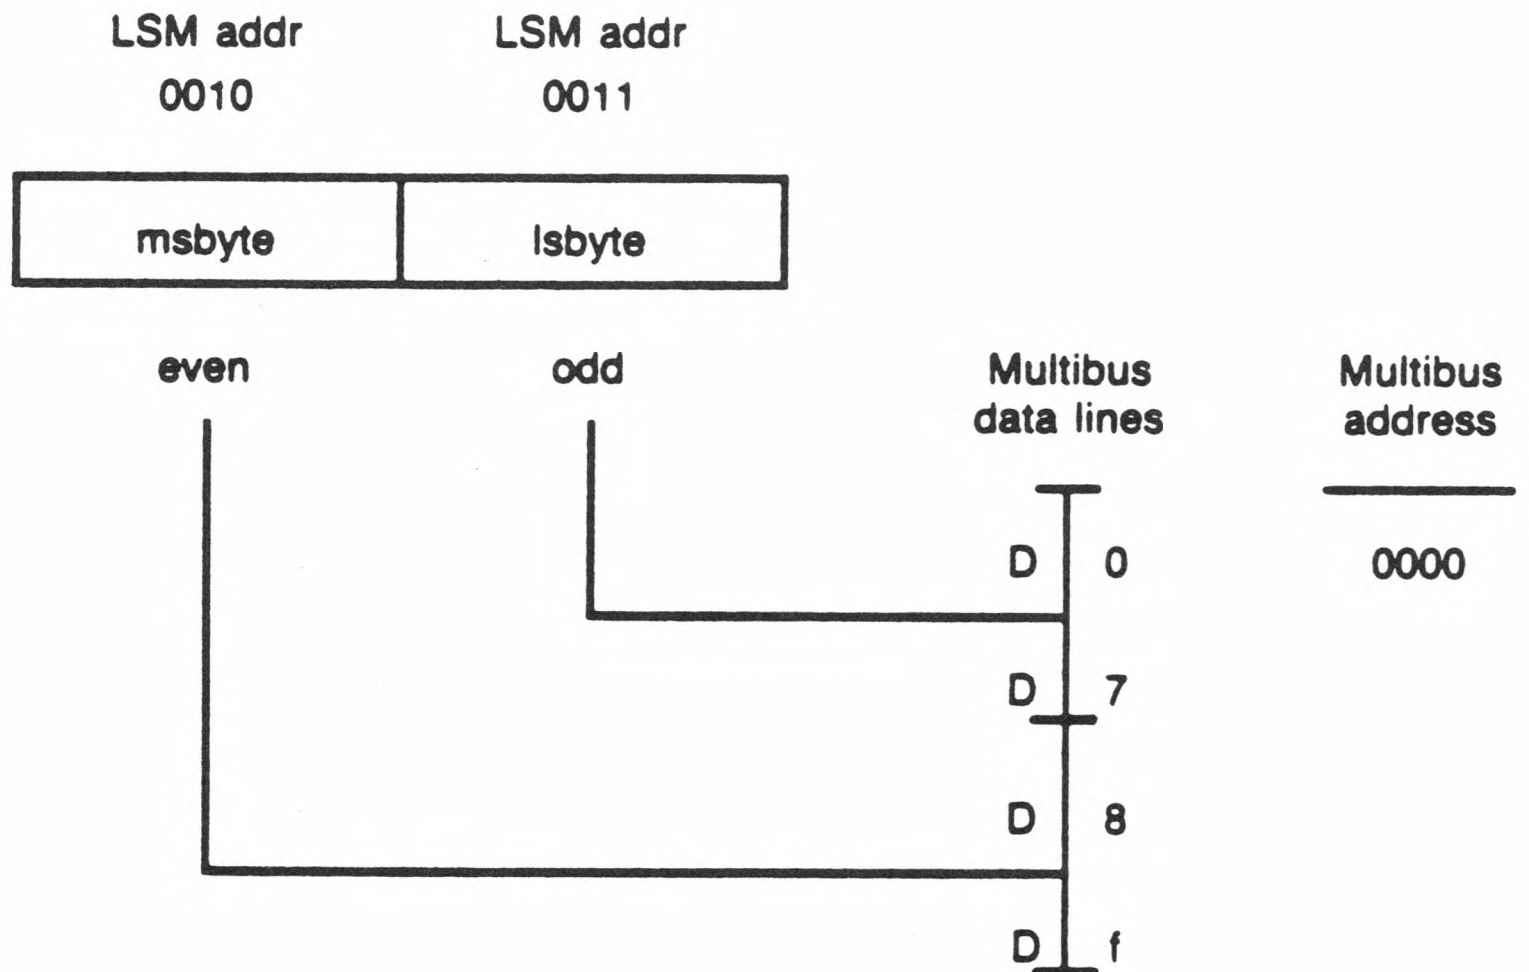 LSM addr LSM addr
0010 0011
msbyte lsbyte
even odd
Multibus data lines
Multibus address
D 0 0000
D 7
D 8
D f